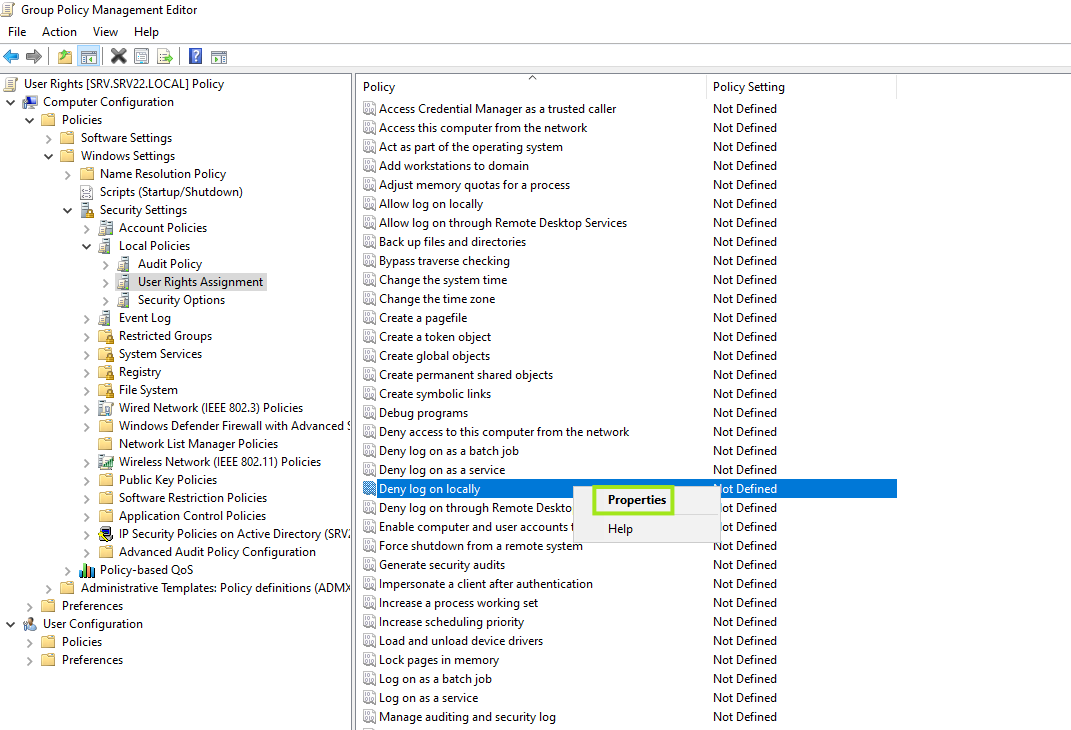 Group Policy Management Editor
File Action View Help
User Rights [SRV.SRV22.LOCAL] Policy
Computer Configuration
Policies
Software Settings
Windows Settings
Name Resolution Policy
Scripts (Startup/Shutdown)
Security Settings
Account Policies
Local Policies
Audit Policy
User Rights Assignment
Security Options
Event Log
Restricted Groups
System Services
Registry
File System
Wired Network (IEEE 802.3) Policies
Windows Defender Firewall with Advanced S
Network List Manager Policies
Wireless Network (IEEE 802.11) Policies
Public Key Policies
Software Restriction Policies
Application Control Policies
IP Security Policies on Active Directory (SRV2
Advanced Audit Policy Configuration
Policy-based QoS
Administrative Templates: Policy definitions (ADMX
Preferences
User Configuration
Policies
Preferences
Policy Policy Setting
Access Credential Manager as a trusted caller Not Defined
Access this computer from the network Not Defined
Act as part of the operating system Not Defined
Add workstations to domain Not Defined
Adjust memory quotas for a process Not Defined
Allow log on locally Not Defined
Allow log on through Remote Desktop Services Not Defined
Back up files and directories Not Defined
Bypass traverse checking Not Defined
Change the system time Not Defined
Change the time zone Not Defined
Create a pagefile Not Defined
Create a token object Not Defined
Create global objects Not Defined
Create permanent shared objects Not Defined
Create symbolic links Not Defined
Debug programs Not Defined
Deny access to this computer from the network Not Defined
Deny log on as a batch job Not Defined
Deny log on as a service Not Defined
Deny log on locally Not Defined
Deny log on through Remote Deskto ot Defined
Enable computer and user accounts t ot Defined
Force shutdown from a remote system Not Defined
Generate security audits Not Defined
Impersonate a client after authentication Not Defined
Increase a process working set Not Defined
Increase scheduling priority Not Defined
Load and unload device drivers Not Defined
Lock pages in memory Not Defined
Log on as a batch job Not Defined
Log on as a service Not Defined
Manage auditing and security log Not Defined
Properties
Help